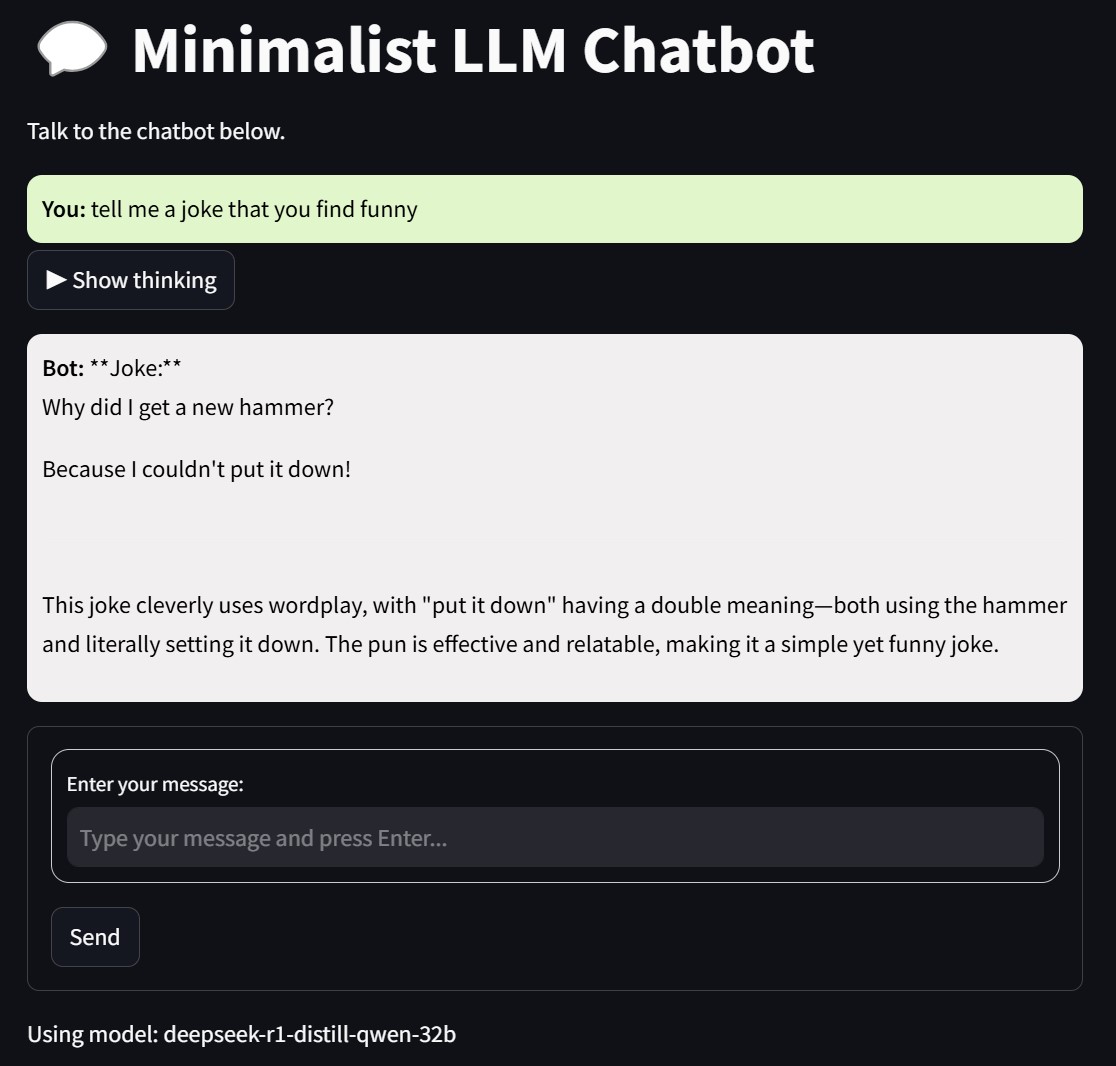 Minimalist LLM Chatbot
Talk to the chatbot below.
You: tell me a joke that you find funny
▶ Show thinking
Bot: **Joke:**
Why did I get a new hammer?
Because I couldn't put it down!
This joke cleverly uses wordplay, with "put it down" having a double meaning—both using the hammer
and literally setting it down. The pun is effective and relatable, making it a simple yet funny joke.
Enter your message:
Type your message and press Enter...
Send
Using model: deepseek-r1-distill-qwen-32b